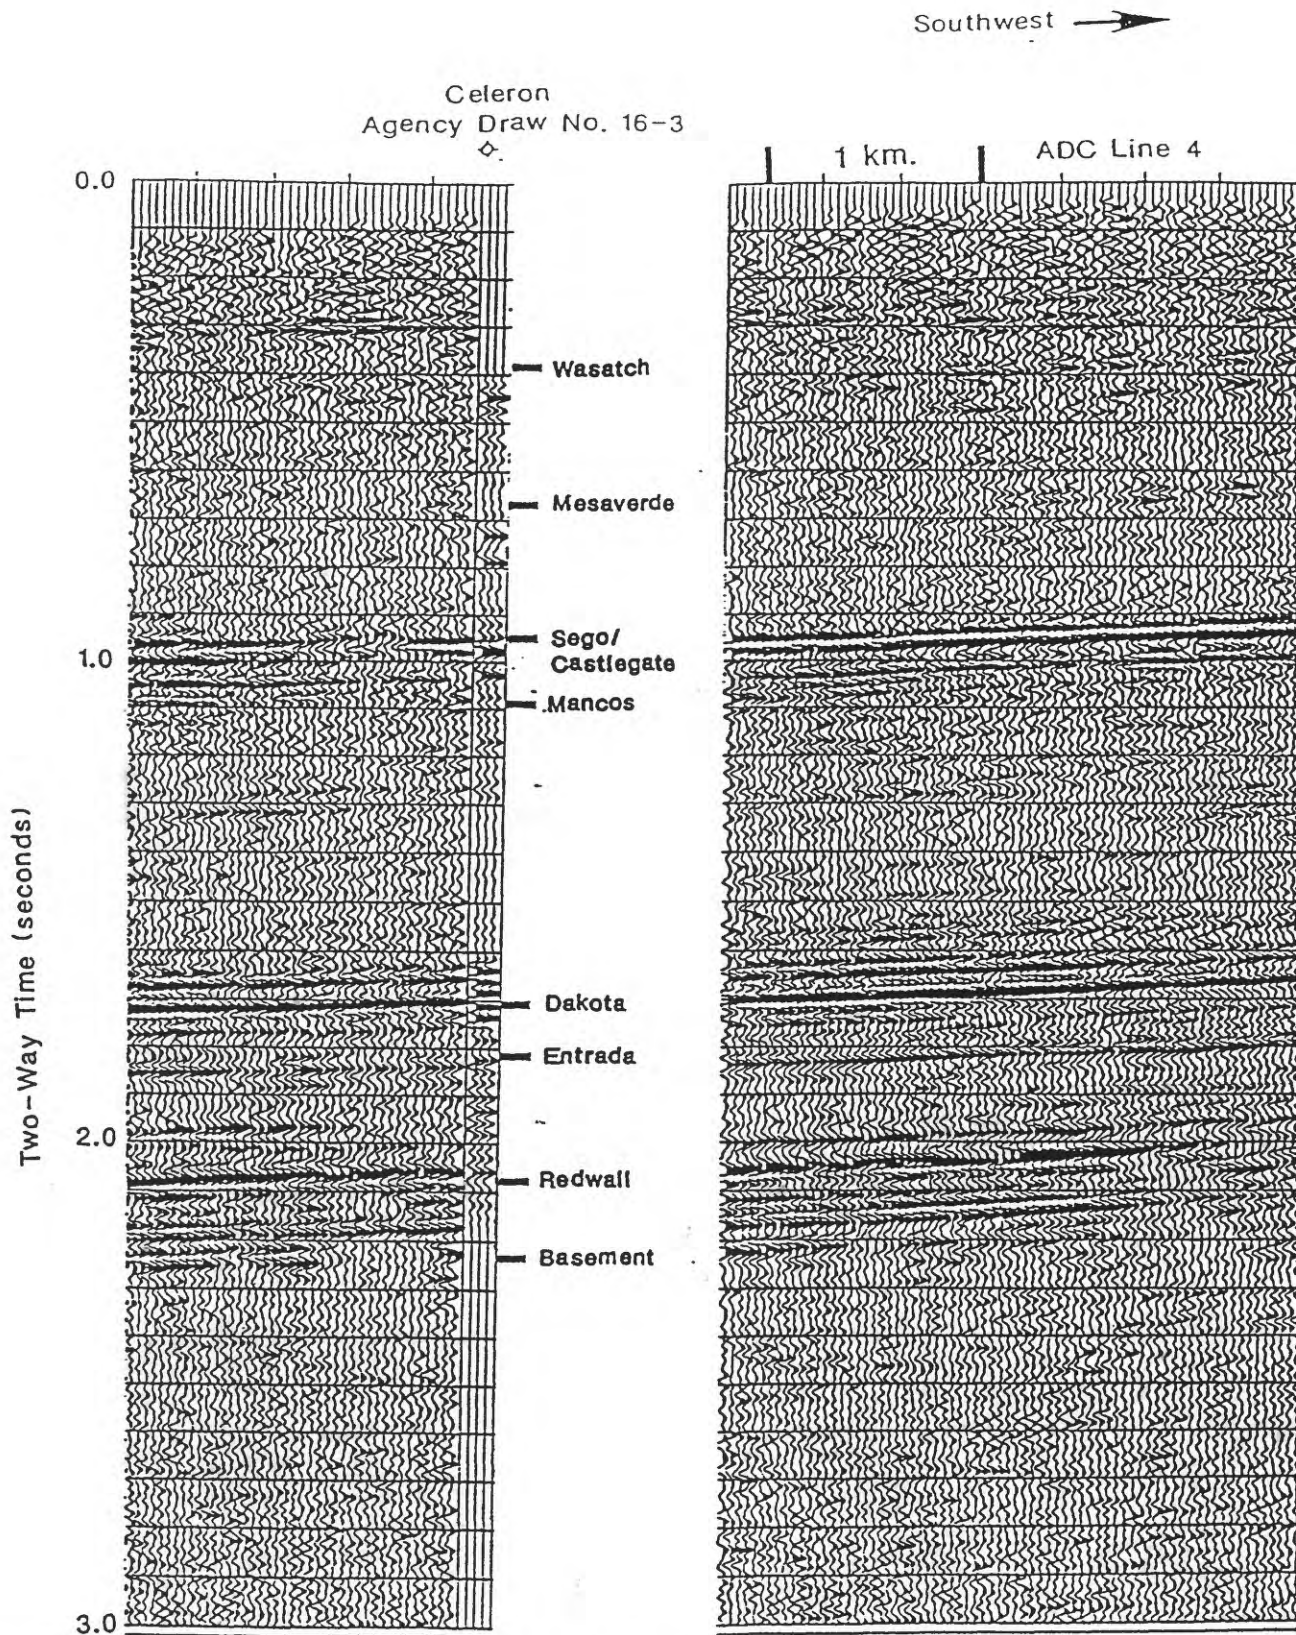 Southwest
Celeron
Agency Draw No. 16-3
1 km.
ADC Line 4
0.0
Wasatch
Mesaverde
Sego/
Castlegate
1.0
Mancos
Two-Way Time (seconds)
Dakota
Entrada
2.0
Redwall
Basement
3.0